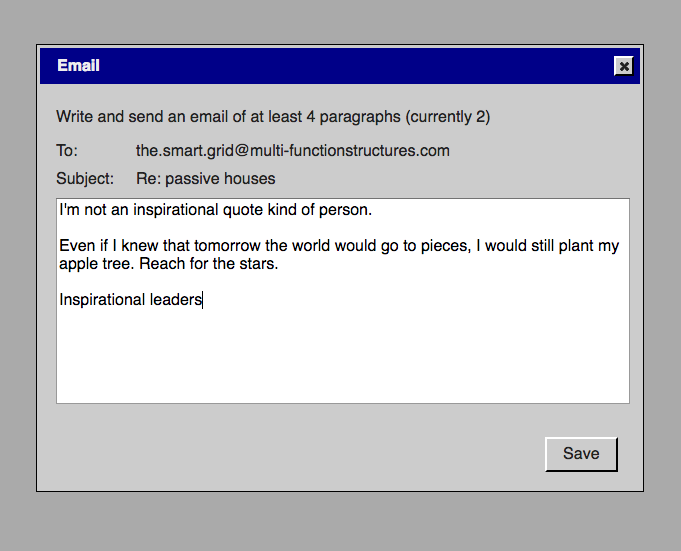 Email
Write and send an email of at least 4 paragraphs (currently 2)
To: the.smart.grid@multi-functionstructures.com
Subject: Re: passive houses
I'm not an inspirational quote kind of person.
Even if I knew that tomorrow the world would go to pieces, I would still plant my
apple tree. Reach for the stars.
Inspirational leaders
Save